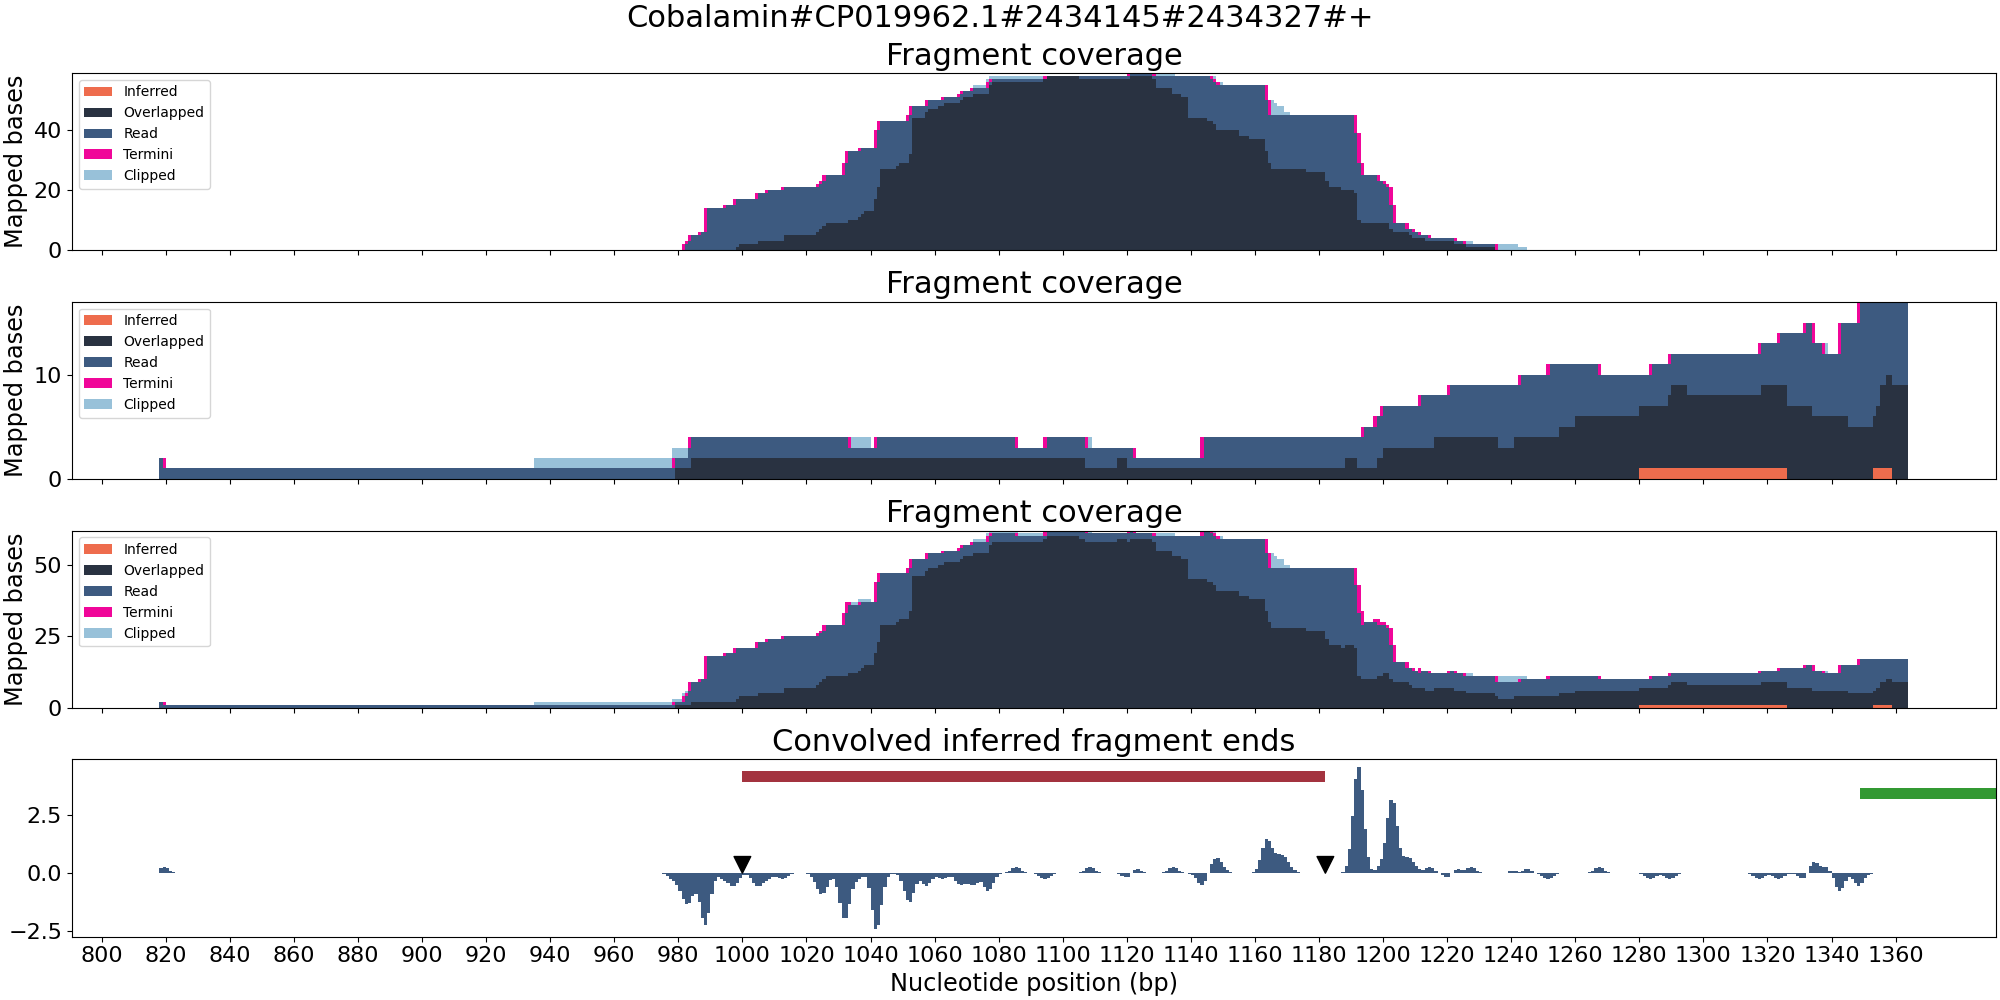 Cobalamin#CP019962.1#2434145#2434327#+
Fragment coverage
Mapped bases
40
20
0
Inferred
Overlapped
Read
Termini
Clipped
Fragment coverage
Mapped bases
10
0
Inferred
Overlapped
Read
Termini
Clipped
Fragment coverage
Mapped bases
50
25
0
Inferred
Overlapped
Read
Termini
Clipped
Convolved inferred fragment ends
2.5
0.0
−2.5
800 820 840 860 880 900 920 940 960 980 1000 1020 1040 1060 1080 1100 1120 1140 1160 1180 1200 1220 1240 1260 1280 1300 1320 1340 1360
Nucleotide position (bp)